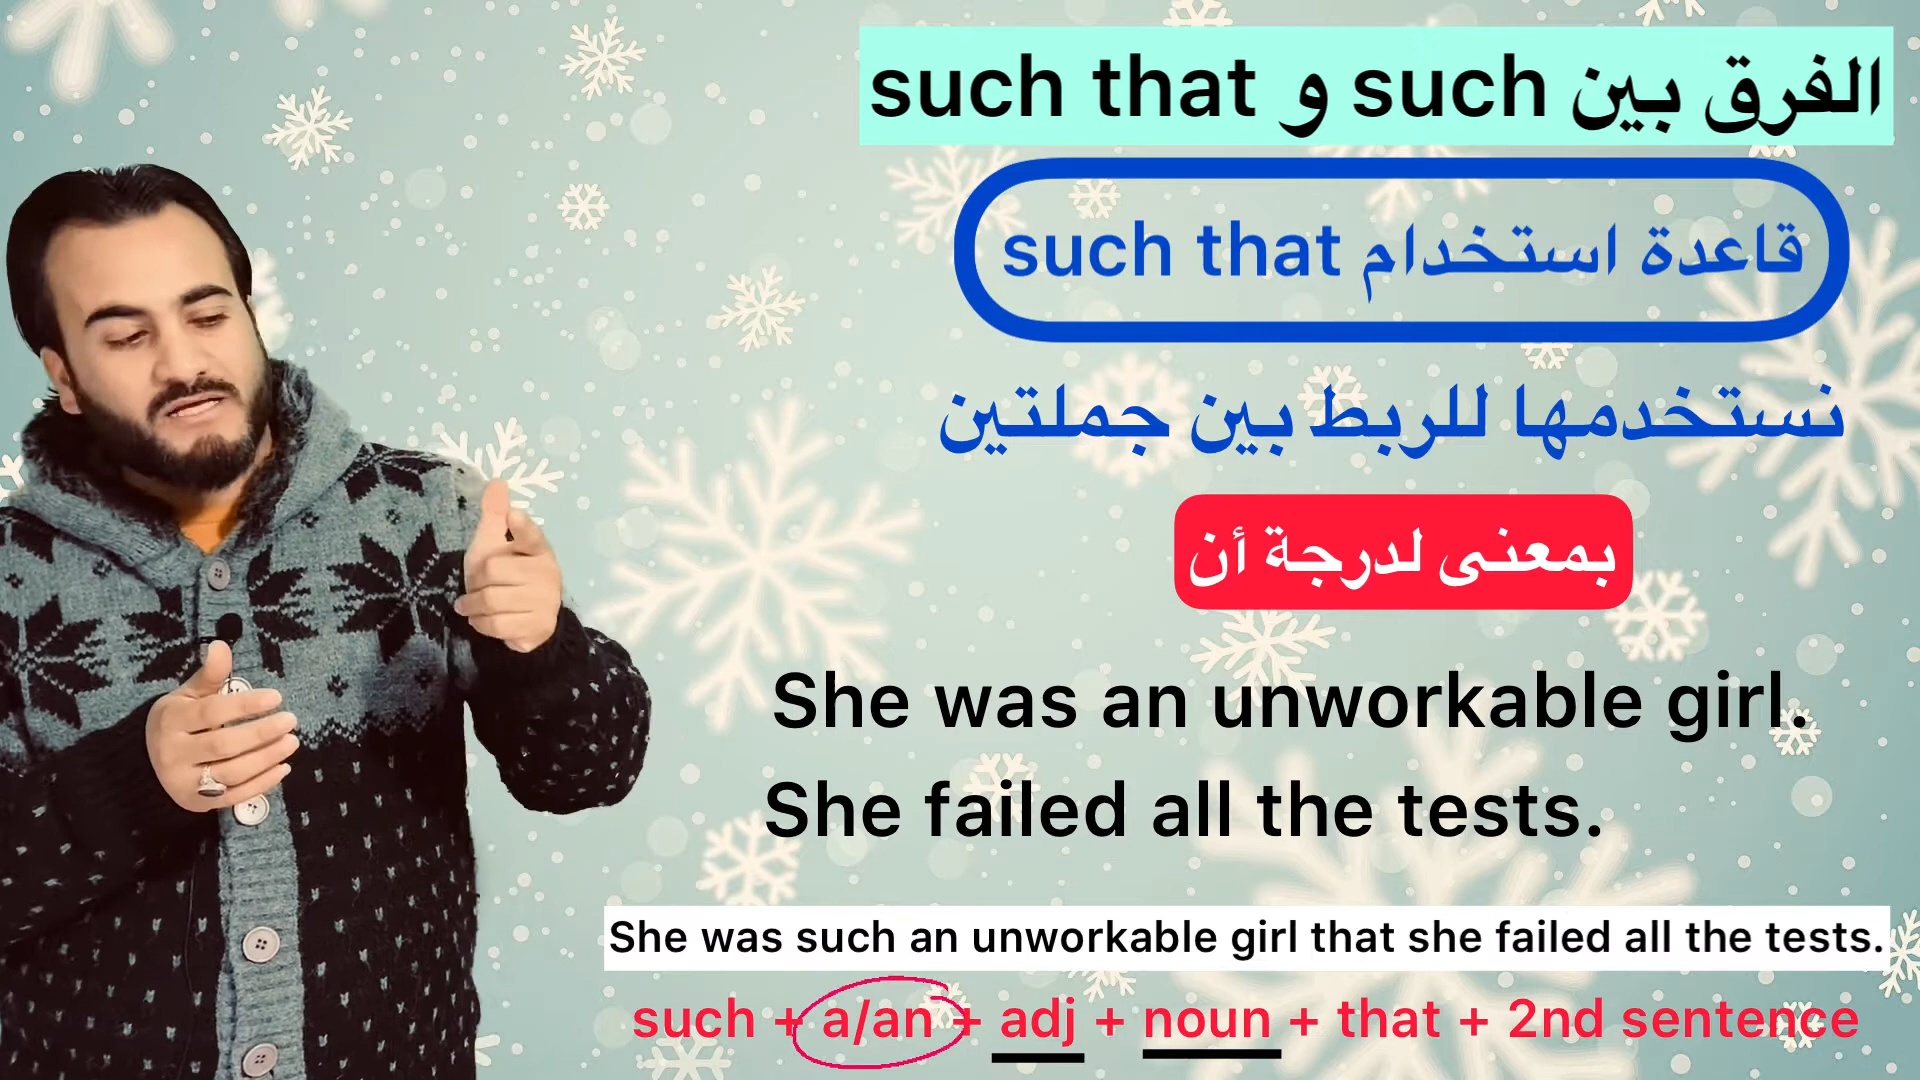 الفرق بين such و such that
قاعدة استخدام such that
نستخدمها للربط بين جملتين
بمعنى لدرجة أن
She was an unworkable girl.
She failed all the tests.
She was such an unworkable girl that she failed all the tests.
such + a/an + adj + noun + that + 2nd sentence